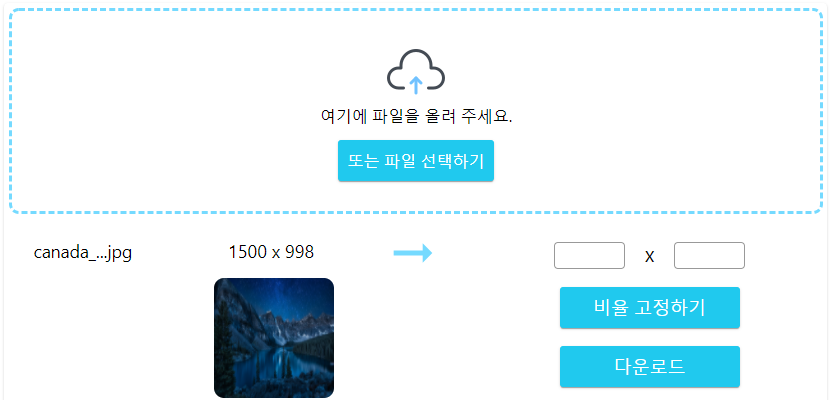 여기에 파일을 올려 주세요.
또는 파일 선택하기
canada_...jpg 1500 x 998 x
비율 고정하기
다운로드